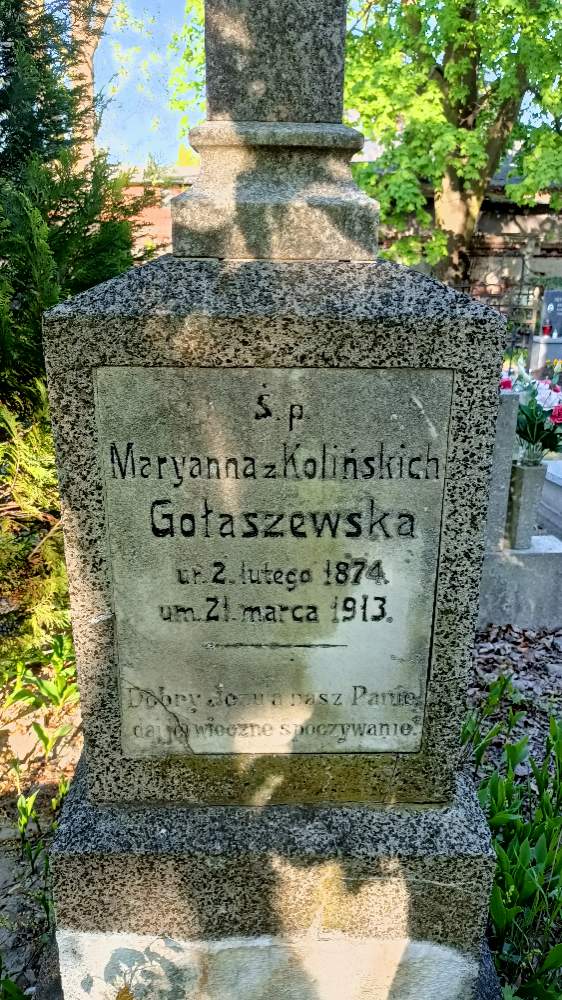 Ś. p.
Maryanna z Kolińskich
Gołaszewska
ur. 2. lutego 1874.
um. 21. marca 1913.
Dobry Jezu a nasz Panie
daj jej wieczne spoczywanie.